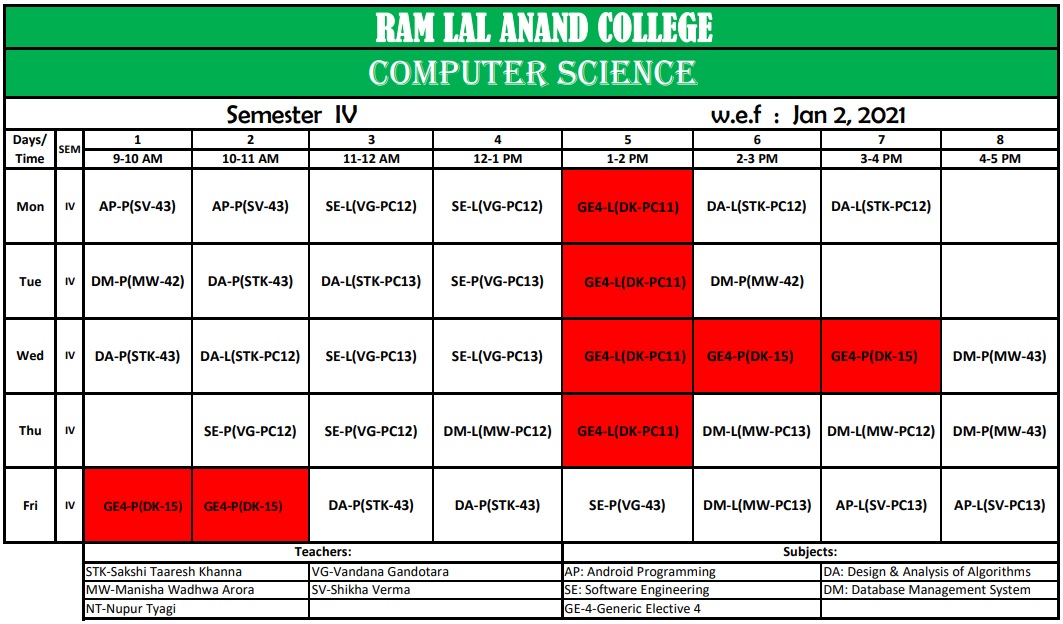 RAM LAL ANAND COLLEGE
COMPUTER SCIENCE
Semester IV w.e.f : Jan 2, 2021
Days/ Time SEM 1 2 3 4 5 6 7 8
9-10 AM 10-11 AM 11-12 AM 12-1 PM 1-2 PM 2-3 PM 3-4 PM 4-5 PM
Mon IV AP-P(SV-43) AP-P(SV-43) SE-L(VG-PC12) SE-L(VG-PC12) GE4-L(DK-PC11) DA-L(STK-PC12) DA-L(STK-PC12)
Tue IV DM-P(MW-42) DA-P(STK-43) DA-L(STK-PC13) SE-P(VG-PC13) GE4-L(DK-PC11) DM-P(MW-42)
Wed IV DA-P(STK-43) DA-L(STK-PC12) SE-L(VG-PC13) SE-L(VG-PC13) GE4-L(DK-PC11) GE4-P(DK-15) GE4-P(DK-15) DM-P(MW-43)
Thu IV SE-P(VG-PC12) SE-P(VG-PC12) DM-L(MW-PC12) GE4-L(DK-PC11) DM-L(MW-PC13) DM-L(MW-PC12) DM-P(MW-43)
Fri IV GE4-P(DK-15) GE4-P(DK-15) DA-P(STK-43) DA-P(STK-43) SE-P(VG-43) DM-L(MW-PC13) AP-L(SV-PC13) AP-L(SV-PC13)
Teachers: Subjects:
STK-Sakshi Taaresh Khanna VG-Vandana Gandotara AP: Android Programming DA: Design & Analysis of Algorithms
MW-Manisha Wadhwa Arora SV-Shikha Verma SE: Software Engineering DM: Database Management System
NT-Nupur Tyagi GE-4-Generic Elective 4